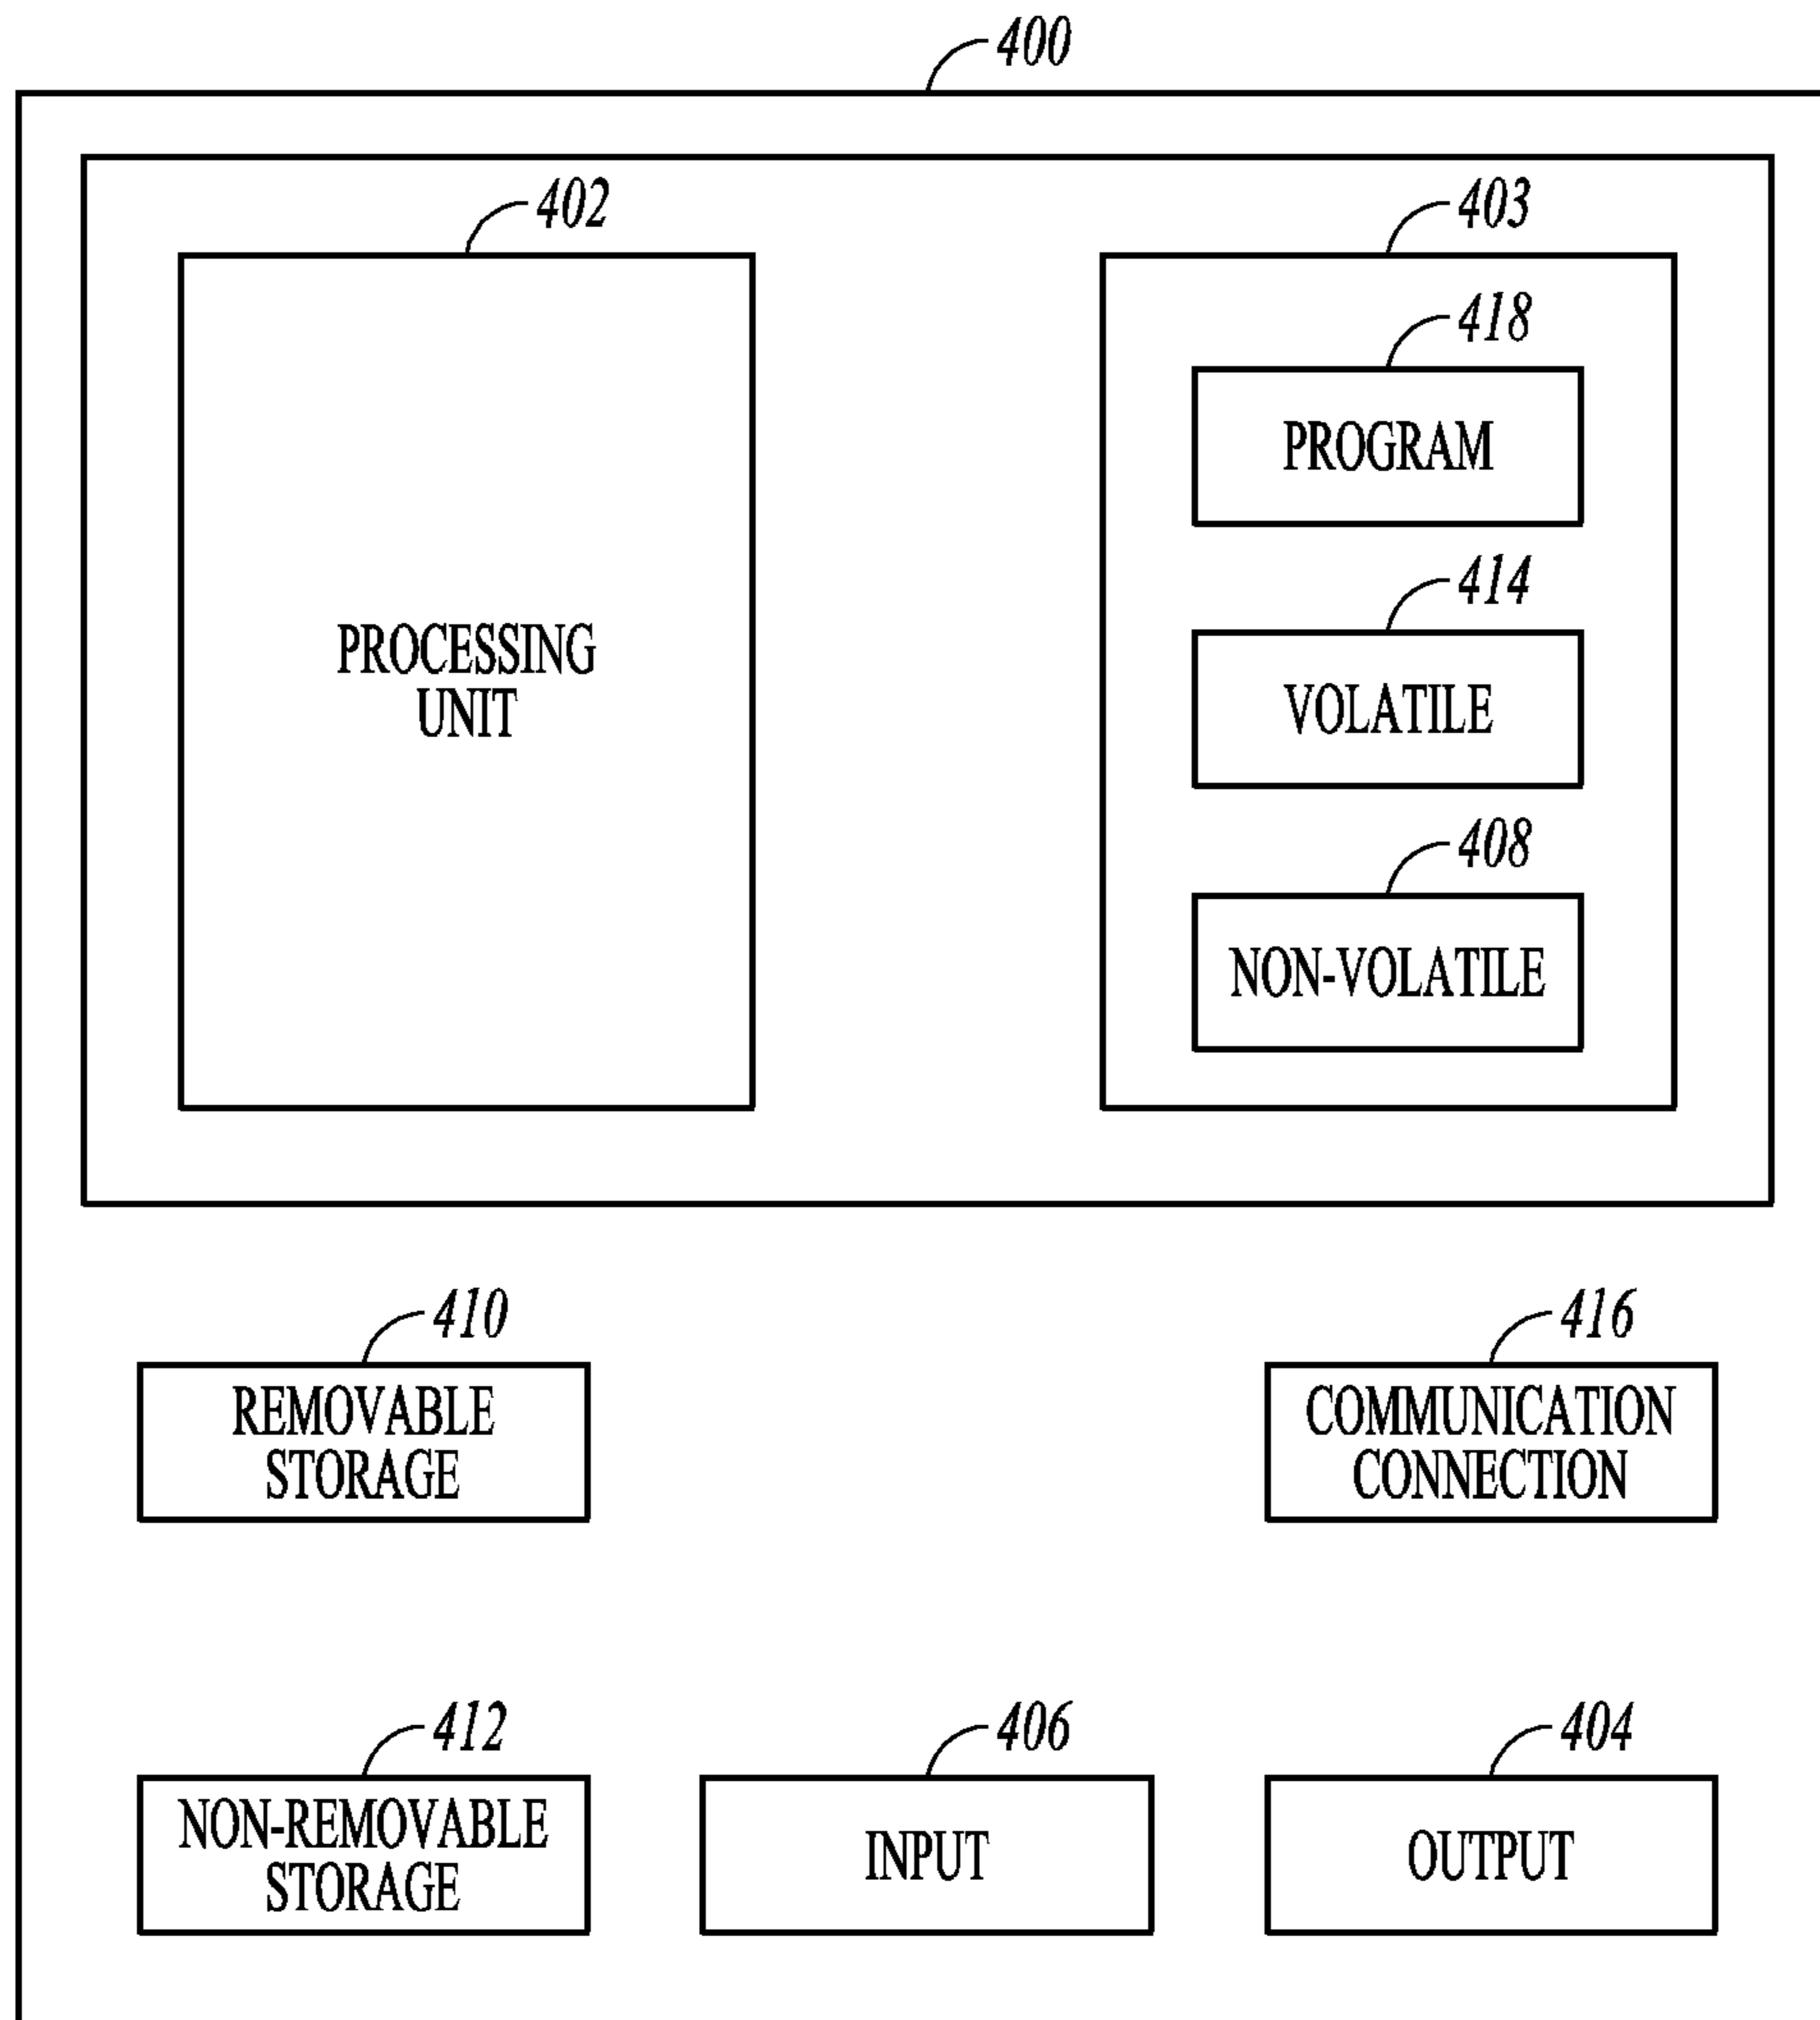 400
402
403
418
PROGRAM
414
PROCESSING
UNIT
VOLATILE
408
NON-VOLATILE
410
416
REMOVABLE
STORAGE
COMMUNICATION
CONNECTION
412
406
404
NON-REMOVABLE
STORAGE
INPUT
OUTPUT